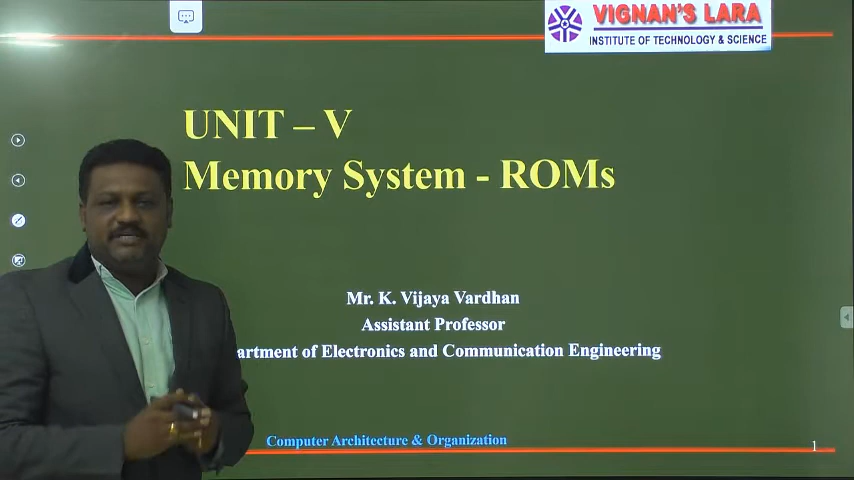 VIGNAN'S LARA
INSTITUTE OF TECHNOLOGY & SCIENCE
UNIT – V
Memory System - ROMs
Mr. K. Vijaya Vardhan
Assistant Professor
artment of Electronics and Communication Engineering
Computer Architecture & Organization
1